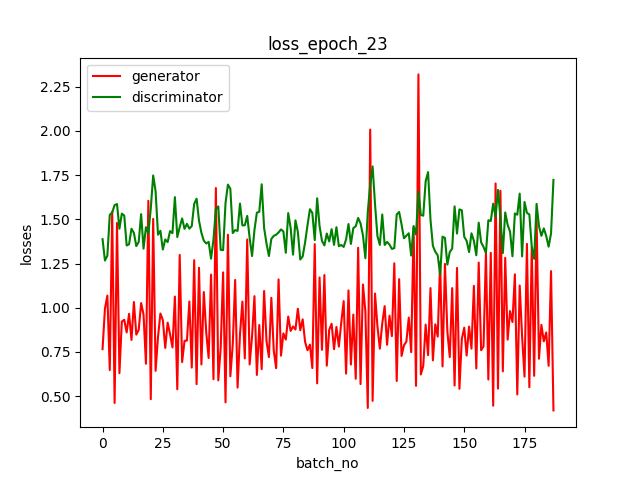 loss_epoch_23
generator
discriminator
losses
2.25
2.00
1.75
1.50
1.25
1.00
0.75
0.50
0 25 50 75 100 125 150 175
batch_no